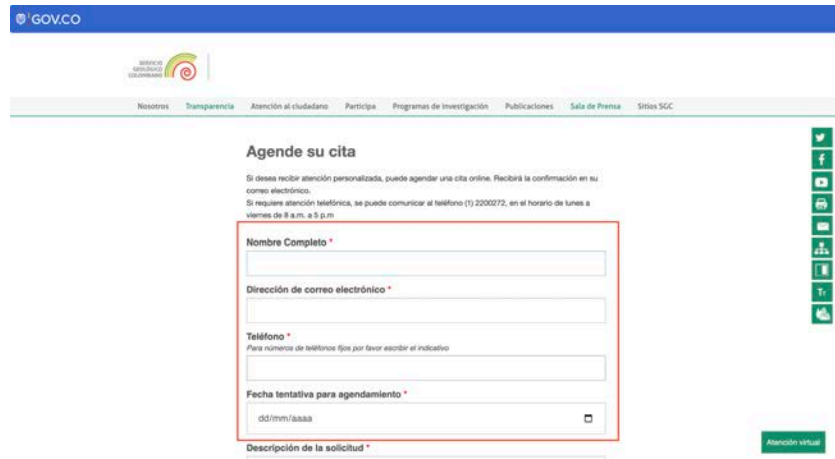 GOV.CO
SERVICIO
GEOLÓGICO
COLOMBIANO
Nosotros Transparencia Atención al ciudadano Participa Programas de Investigación Publicaciones Sala de Prensa Sitios SGC
Agende su cita
Si desea recibir atención personalizada, puede agendar una cita online. Recibirá la confirmación en su
correo electrónico.
Si requiere atención telefónica, se puede comunicar al teléfono (1) 2200272, en el horario de lunes a
viernes de 8 a.m. a 5 p.m
Nombre Completo *
Dirección de correo electrónico *
Teléfono *
Para números de teléfonos fijos por favor escribir el indicativo
Fecha tentativa para agendamiento *
dd/mm/aaaa
Descripción de la solicitud *
Tr
Atención virtual